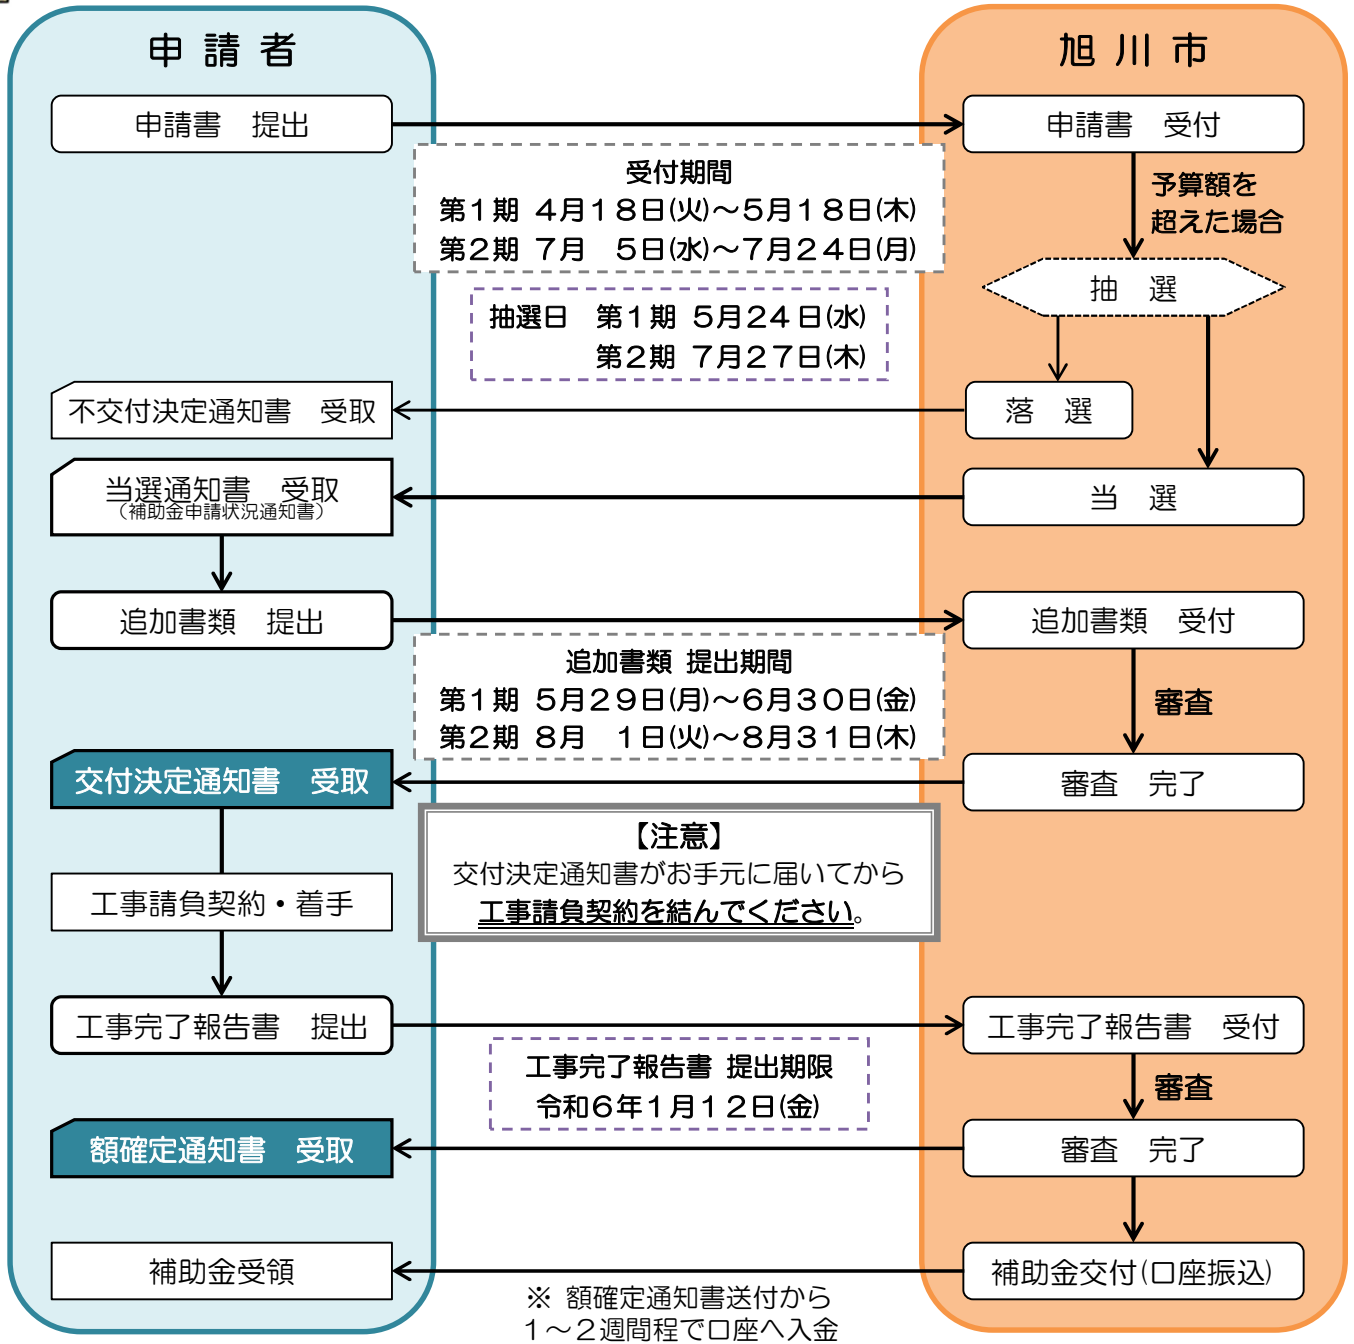 申請者
旭川市
申請書　提出
申請書　受付
受付期間
第１期 ４月１８日(火)～５月１８日(木)
第２期 ７月　５日(水)～７月２４日(月)
予算額を
超えた場合
抽　選
抽選日　第１期 ５月２４日(水)
第２期 ７月２７日(木)
不交付決定通知書　受取
落　選
当選通知書　受取
（補助金申請状況通知書）
当　選
追加書類　提出
追加書類　受付
追加書類 提出期間
第１期 ５月２９日(月)～６月３０日(金)
第２期 ８月　１日(火)～８月３１日(木)
審査
交付決定通知書　受取
審査　完了
【注意】
交付決定通知書がお手元に届いてから
工事請負契約を結んでください。
工事請負契約・着手
工事完了報告書　提出
工事完了報告書　受付
工事完了報告書 提出期限
令和６年１月１２日(金)
審査
額確定通知書　受取
審査　完了
補助金受領
補助金交付(口座振込)
※ 額確定通知書送付から
１～２週間程で口座へ入金